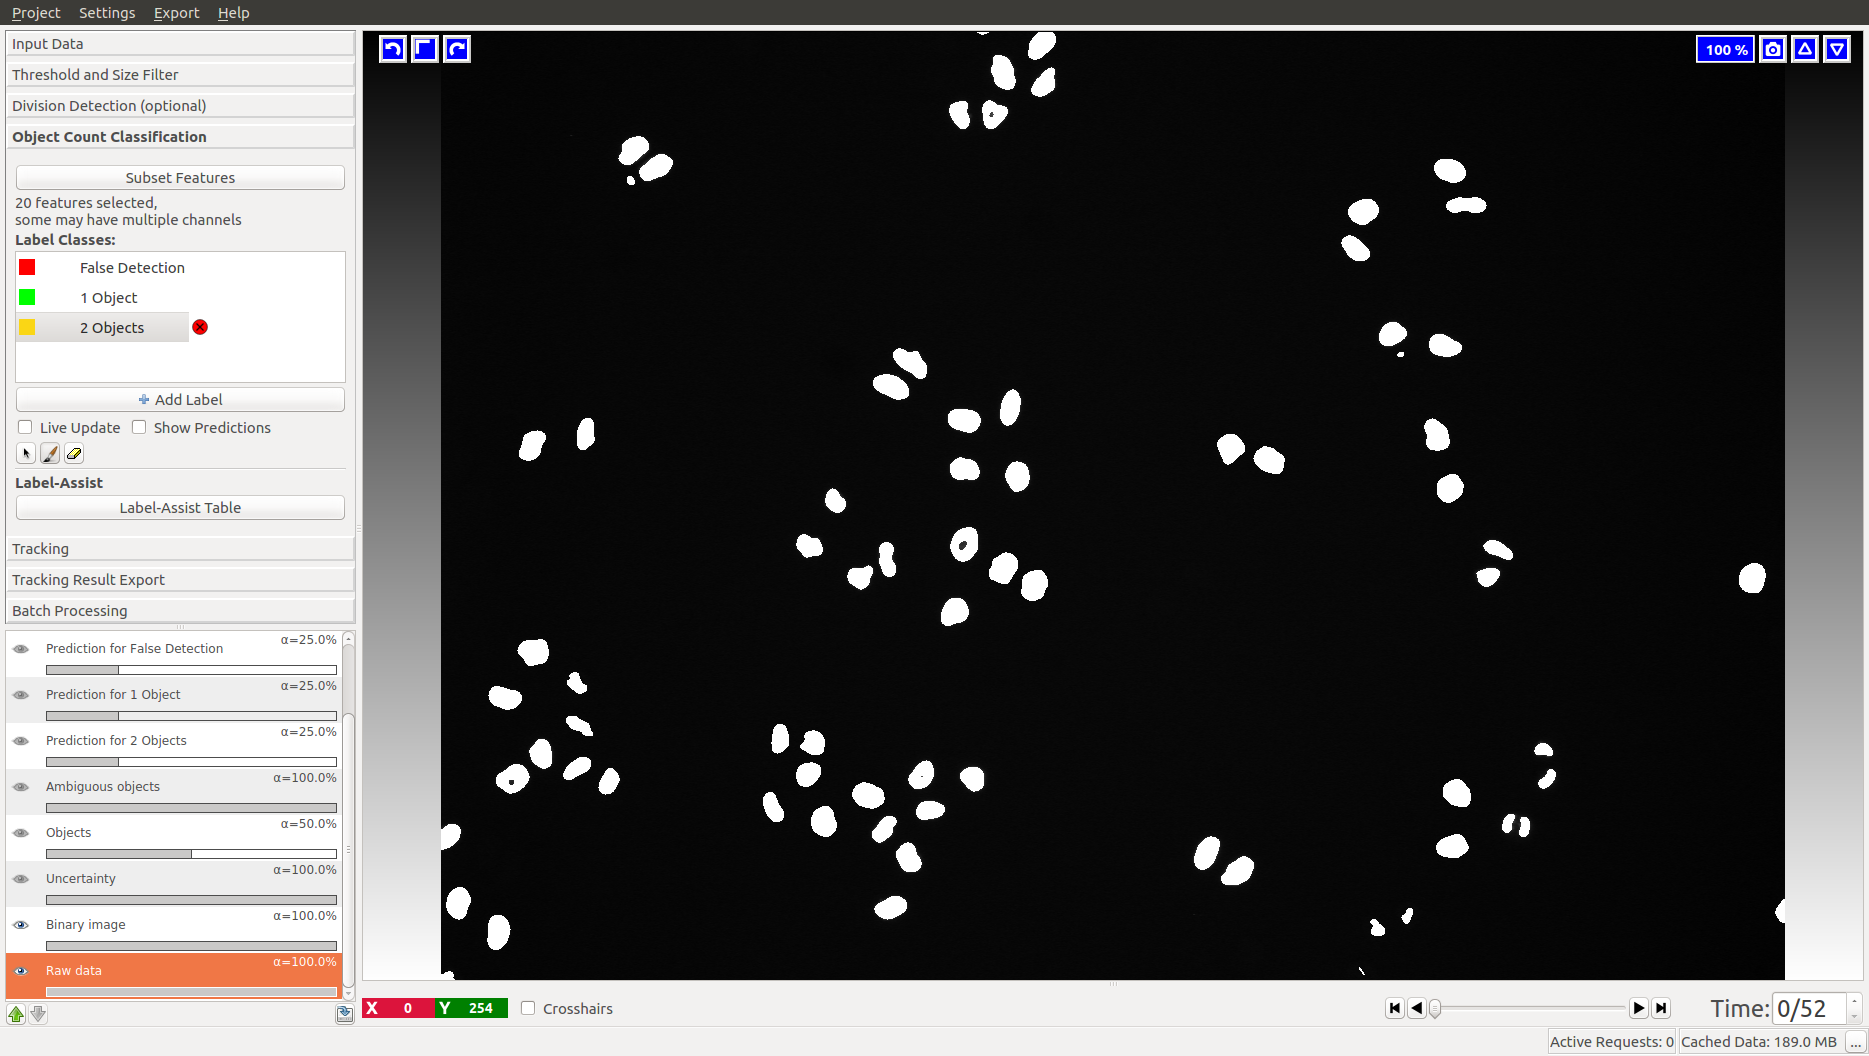 Project Settings Export Help
Input Data
Threshold and Size Filter
Division Detection (optional)
Object Count Classification
Subset Features
20 features selected,
some may have multiple channels
Label Classes:
False Detection
1 Object
2 Objects
Add Label
Live Update Show Predictions
Label-Assist
Label-Assist Table
Tracking
Tracking Result Export
Batch Processing
α=25.0%
Prediction for False Detection
α=25.0%
Prediction for 1 Object
α=25.0%
Prediction for 2 Objects
α=100.0%
Ambiguous objects
α=50.0%
Objects
α=100.0%
Uncertainty
α=100.0%
Binary image
α=100.0%
Raw data
100 %
X 0 Y 254 Crosshairs
Time: 0/52
Active Requests: 0 Cached Data: 189.0 MB ...